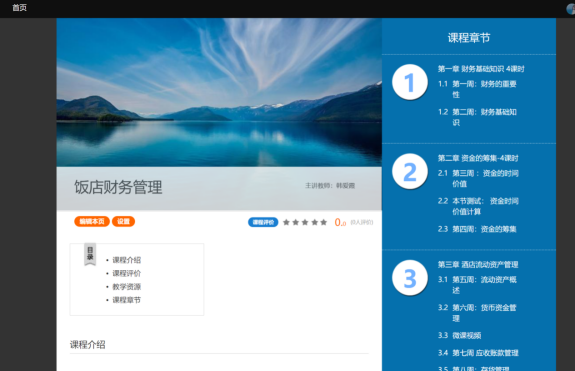 首页
饭店财务管理
主讲教师：韩爱霞
编辑本页 设置
课程评价 0.0 (0人评价)
目录
• 课程介绍
• 课程评价
• 教学资源
• 课程章节
课程介绍
课程章节
1
第一章 财务基础知识 4课时
1.1 第一周：财务的重要
性
1.2 第二周：财务基础知
识
2
第二章 资金的筹集-4课时
2.1 第三周 ：资金的时间
价值
2.2 本节测试： 资金时间
价值计算
2.3 第四周：资金的筹集
3
第三章 酒店流动资产管理
3.1 第五周：流动资产概
述
3.2 第六周：货币资金管
理
3.3 微课视频
3.4 第七周 应收账款管理
3.5 第八周：存货管理